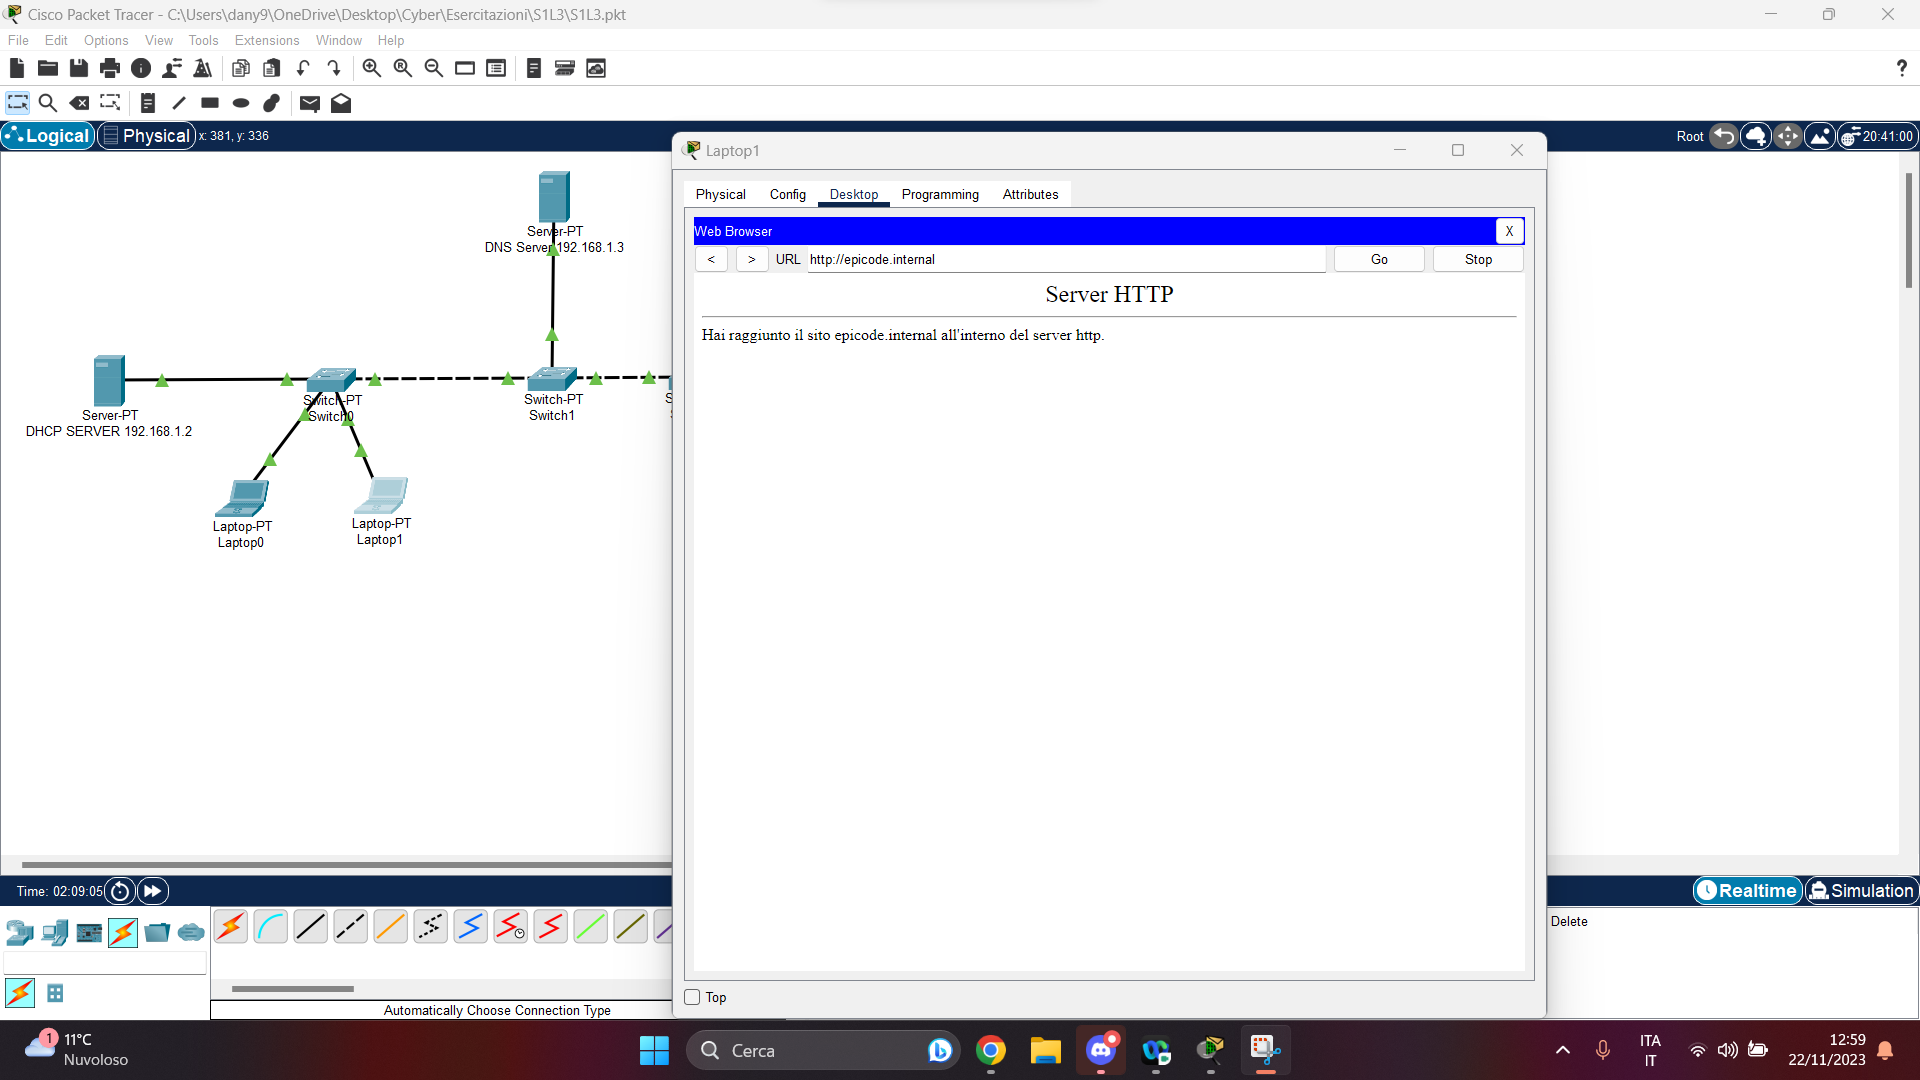 Cisco Packet Tracer - C:\Users\dany9\OneDrive\Desktop\Cyber\Esercitazioni\S1L3\S1L3.pkt
File Edit Options View Tools Extensions Window Help
?
Logical Physical x: 381, y: 336
Root 20:41:00
Server-PT
DNS Server 192.168.1.3
Server-PT
DHCP SERVER 192.168.1.2
Switch-PT
Switch0
Switch-PT
Switch1
Laptop-PT
Laptop0
Laptop-PT
Laptop1
Laptop1
Physical Config Desktop Programming Attributes
Web Browser X
< > URL http://epicode.internal Go Stop
Server HTTP
Hai raggiunto il sito epicode.internal all'interno del server http.
Top
Time: 02:09:05
Realtime Simulation
Automatically Choose Connection Type
Delete
1
11°C
Nuvoloso
Cerca
ITA
IT
12:59
22/11/2023